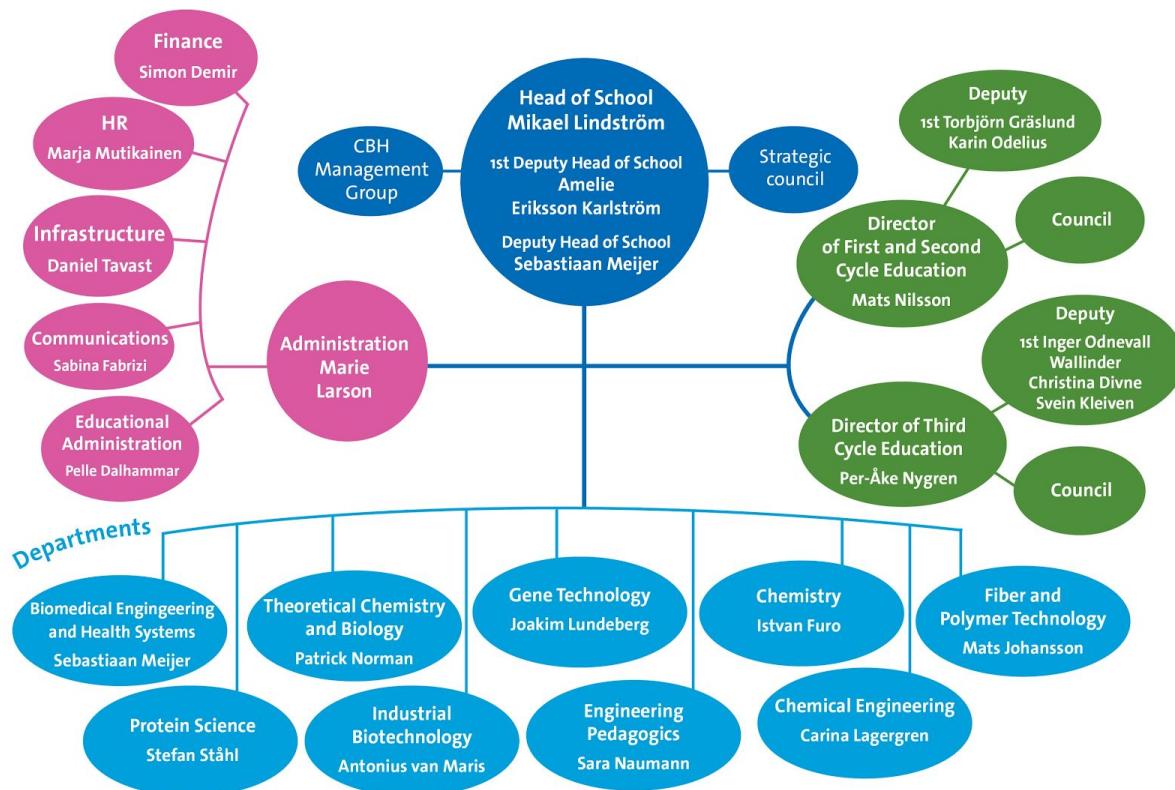 Finance
Simon Demir
HR
Marja Mutikainen
Infrastructure
Daniel Tavast
Communications
Sabina Fabrizi
Educational
Administration
Pelle Dalhammar
Administration
Marie
Larson
CBH
Management
Group
Head of School
Mikael Lindström
1st Deputy Head of School
Amelie
Eriksson Karlström
Deputy Head of School
Sebastiaan Meijer
Strategic
council
Deputy
1st Torbjörn Gräslund
Karin Odelius
Director
of First and Second
Cycle Education
Mats Nilsson
Council
Deputy
1st Inger Odnevall
Wallinder
Christina Divne
Svein Kleiven
Director of Third
Cycle Education
Per-Åke Nygren
Council
Departments
Biomedical Engingeering
and Health Systems
Sebastiaan Meijer
Theoretical Chemistry
and Biology
Patrick Norman
Gene Technology
Joakim Lundeberg
Chemistry
Istvan Furo
Fiber and
Polymer Technology
Mats Johansson
Protein Science
Stefan Ståhl
Industrial
Biotechnology
Antonius van Maris
Engineering
Pedagogics
Sara Naumann
Chemical Engineering
Carina Lagergren